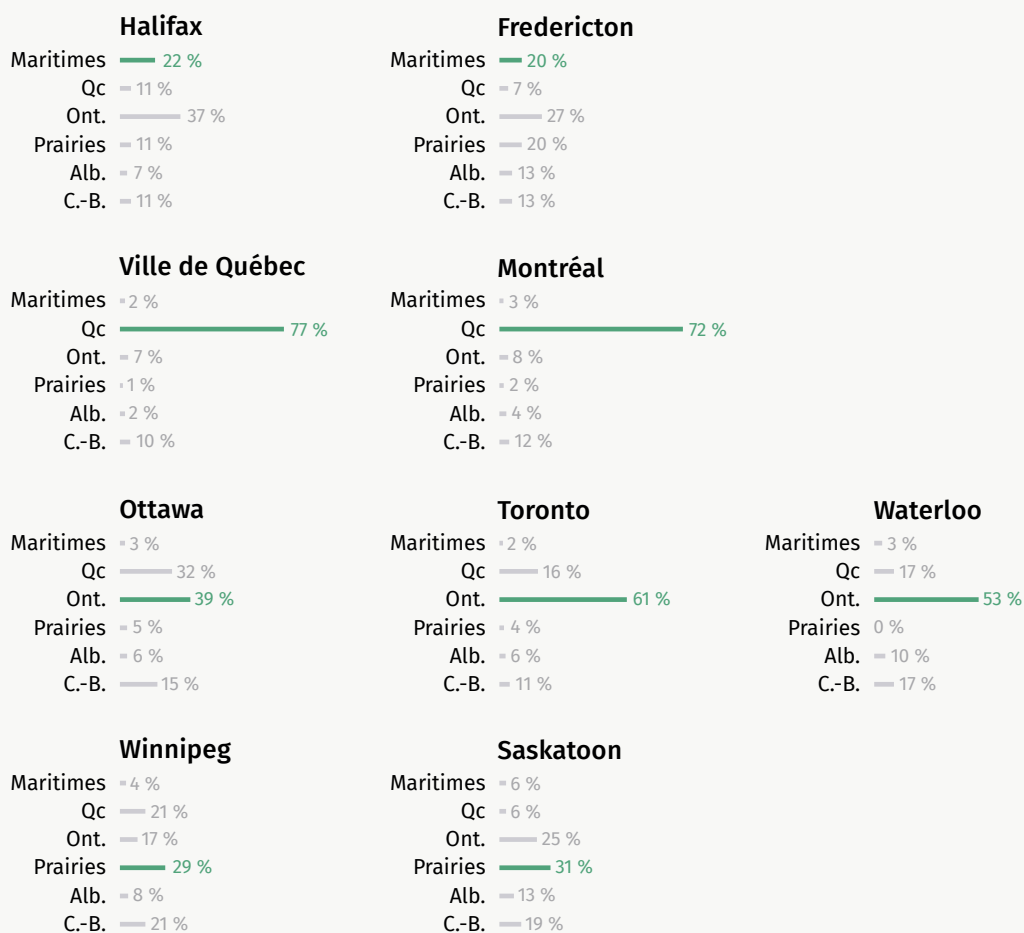 Halifax
Maritimes 22 %
Qc 11 %
Ont. 37 %
Prairies 11 %
Alb. 7 %
C.-B. 11 %
Fredericton
Maritimes 20 %
Qc 7 %
Ont. 27 %
Prairies 20 %
Alb. 13 %
C.-B. 13 %
Ville de Québec
Maritimes 2 %
Qc 77 %
Ont. 7 %
Prairies 1 %
Alb. 2 %
C.-B. 10 %
Montréal
Maritimes 3 %
Qc 72 %
Ont. 8 %
Prairies 2 %
Alb. 4 %
C.-B. 12 %
Ottawa
Maritimes 3 %
Qc 32 %
Ont. 39 %
Prairies 5 %
Alb. 6 %
C.-B. 15 %
Toronto
Maritimes 2 %
Qc 16 %
Ont. 61 %
Prairies 4 %
Alb. 6 %
C.-B. 11 %
Waterloo
Maritimes 3 %
Qc 17 %
Ont. 53 %
Prairies 0 %
Alb. 10 %
C.-B. 17 %
Winnipeg
Maritimes 4 %
Qc 21 %
Ont. 17 %
Prairies 29 %
Alb. 8 %
C.-B. 21 %
Saskatoon
Maritimes 6 %
Qc 6 %
Ont. 25 %
Prairies 31 %
Alb. 13 %
C.-B. 19 %